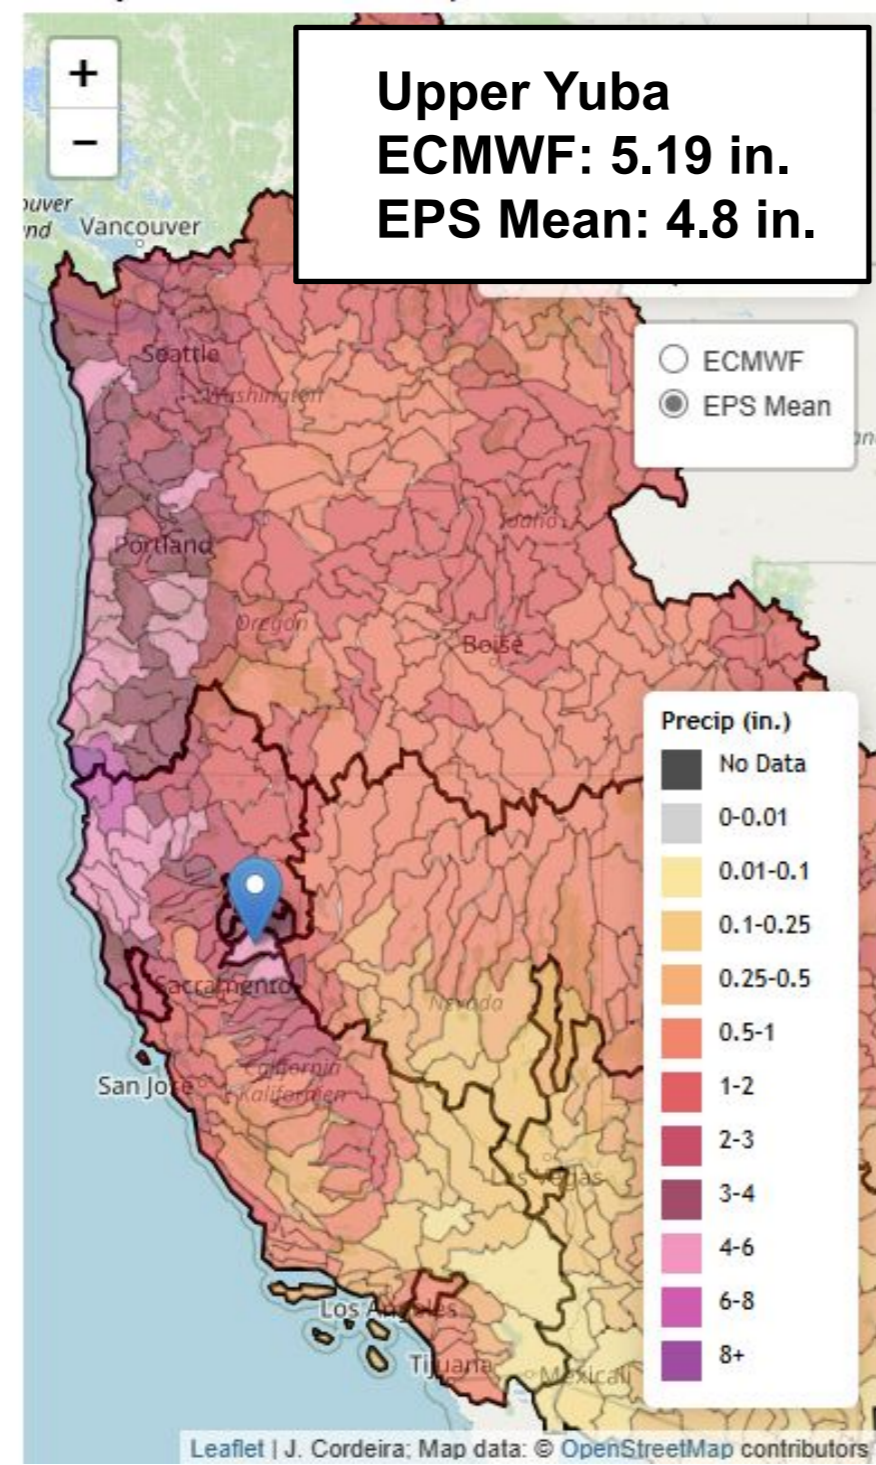 +
−
Upper Yuba
ECMWF: 5.19 in.
EPS Mean: 4.8 in.
Vancouver
ECMWF
EPS Mean
Seattle
Washington
Idaho
Portland
Oregon
Boise
Precip (in.)
No Data
0-0.01
0.01-0.1
0.1-0.25
0.25-0.5
0.5-1
1-2
2-3
3-4
4-6
6-8
8+
Sacramento
Nevada
California
Kalifornien
San José
Las Vegas
Los Angeles
Tijuana
Mexicali
Leaflet | J. Cordeira; Map data: © OpenStreetMap contributors